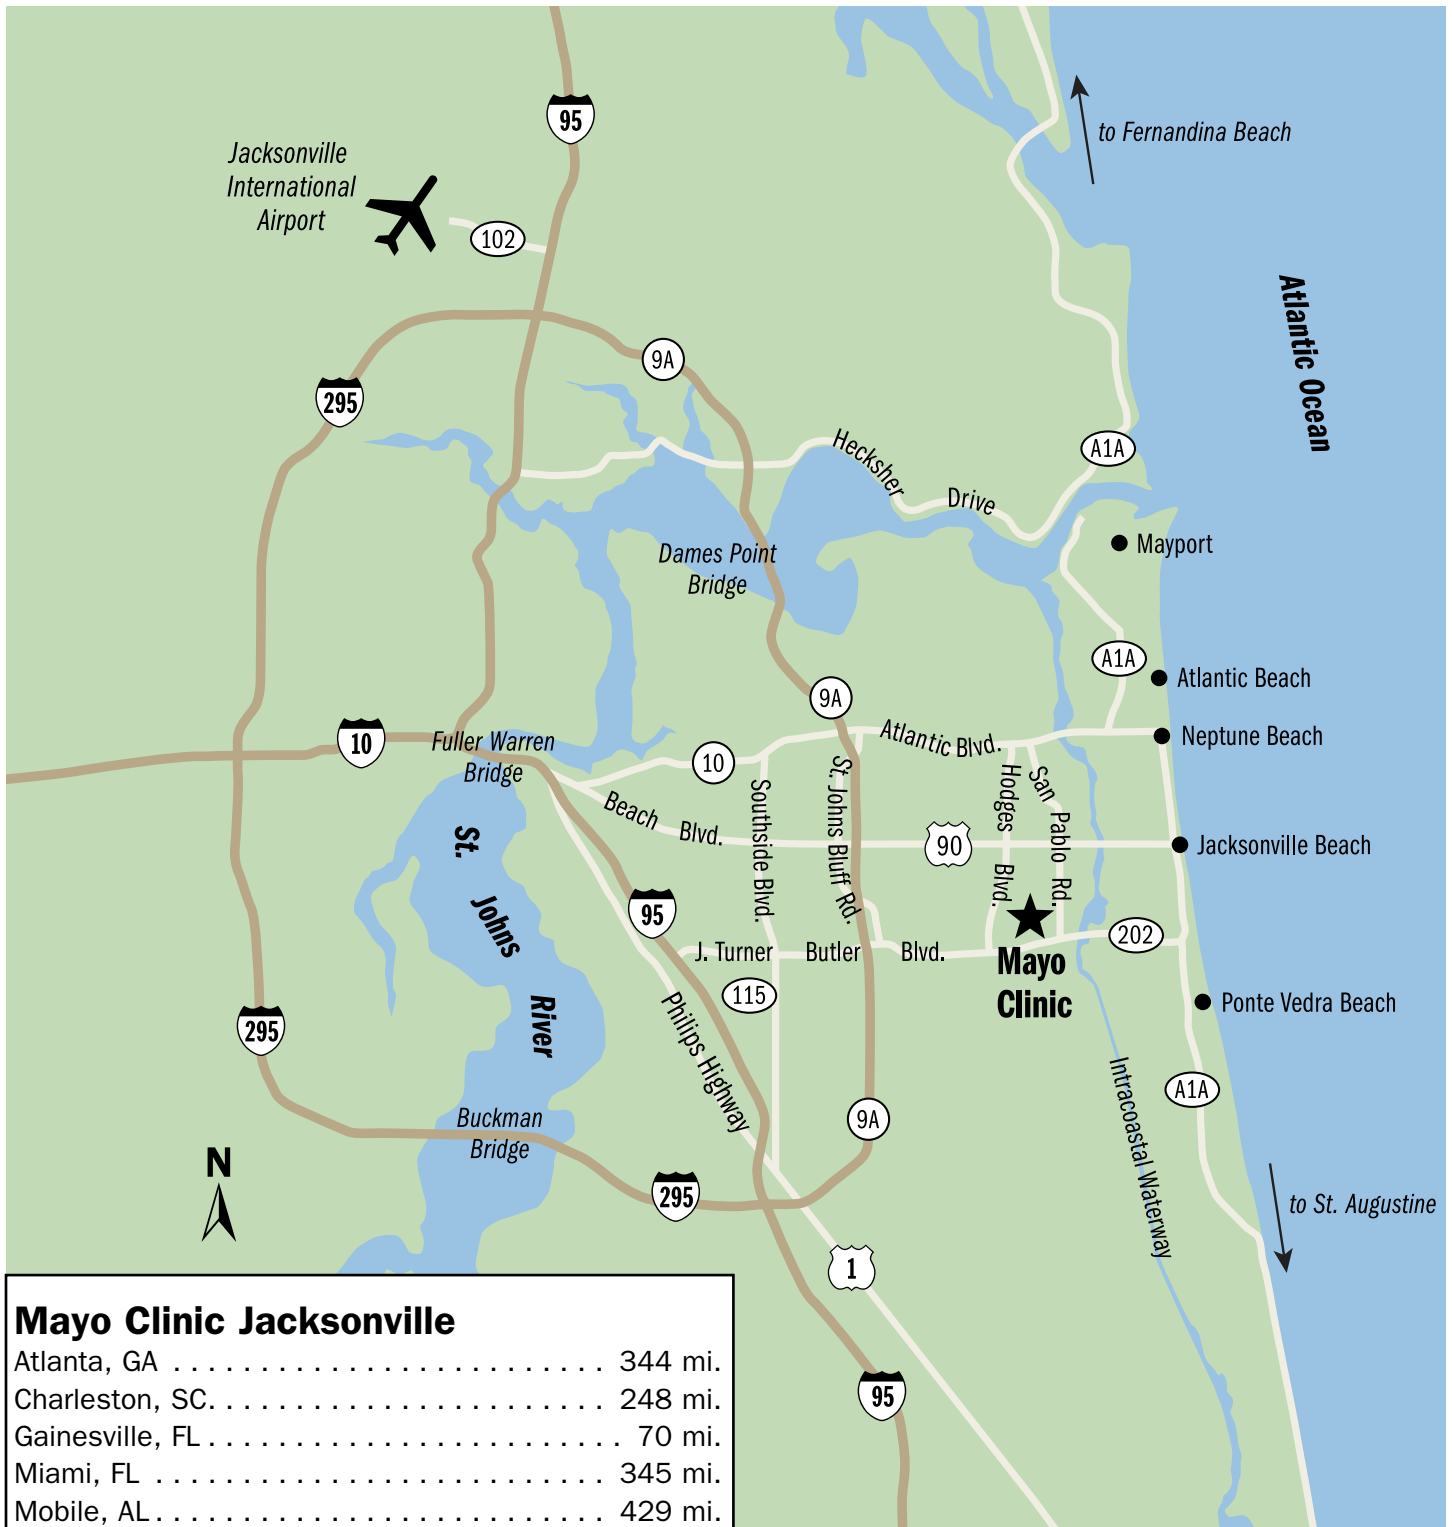 95
to Fernandina Beach
Jacksonville
International
Airport
102
Atlantic Ocean
9A
295
A1A
Hecksher Drive
Mayport
Dames Point
Bridge
A1A
Atlantic Beach
9A
Neptune Beach
10
Fuller Warren
Bridge
Atlantic Blvd.
10
St. Johns Bluff Rd.
Hodges Blvd.
San Pablo Rd.
Southside Blvd.
Beach Blvd.
90
Jacksonville Beach
St. Johns River
95
202
J. Turner Butler Blvd.
Mayo
Clinic
115
Ponte Vedra Beach
295
Philips Highway
Intracoastal Waterway
A1A
Buckman
Bridge
9A
N
295
to St. Augustine
1
95
Mayo Clinic Jacksonville
Atlanta, GA . . . . . . . . . . . . . . . . . . . . . . . . . 344 mi.
Charleston, SC. . . . . . . . . . . . . . . . . . . . . . . . 248 mi.
Gainesville, FL . . . . . . . . . . . . . . . . . . . . . . . . 70 mi.
Miami, FL . . . . . . . . . . . . . . . . . . . . . . . . . . 345 mi.
Mobile, AL . . . . . . . . . . . . . . . . . . . . . . . . . . 429 mi.